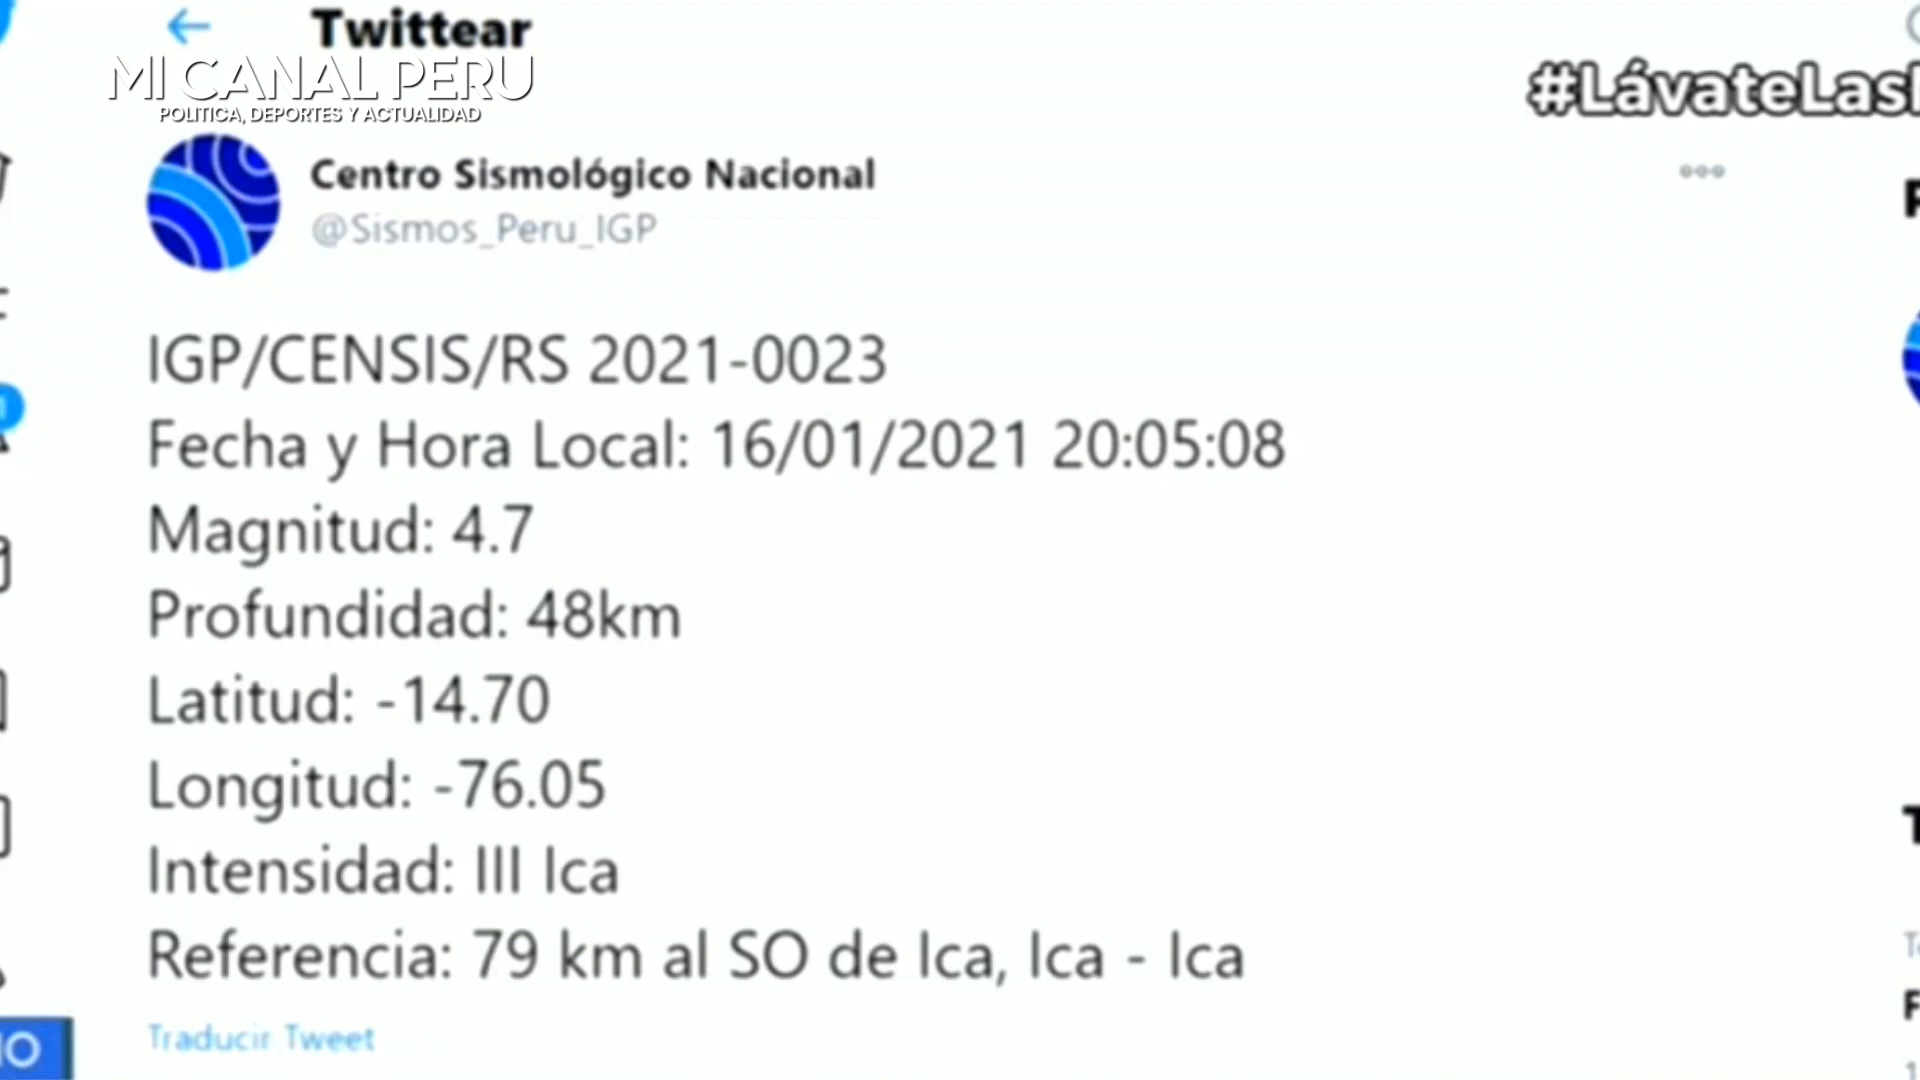 Twittear
MI CANAL PERU
POLITICA, DEPORTES Y ACTUALIDAD
Centro Sismológico Nacional
@Sismos_Peru_IGP
IGP/CENSIS/RS 2021-0023
Fecha y Hora Local: 16/01/2021 20:05:08
Magnitud: 4.7
Profundidad: 48km
Latitud: -14.70
Longitud: -76.05
Intensidad: III Ica
Referencia: 79 km al SO de Ica, Ica - Ica
Traducir Tweet
#LávateLas